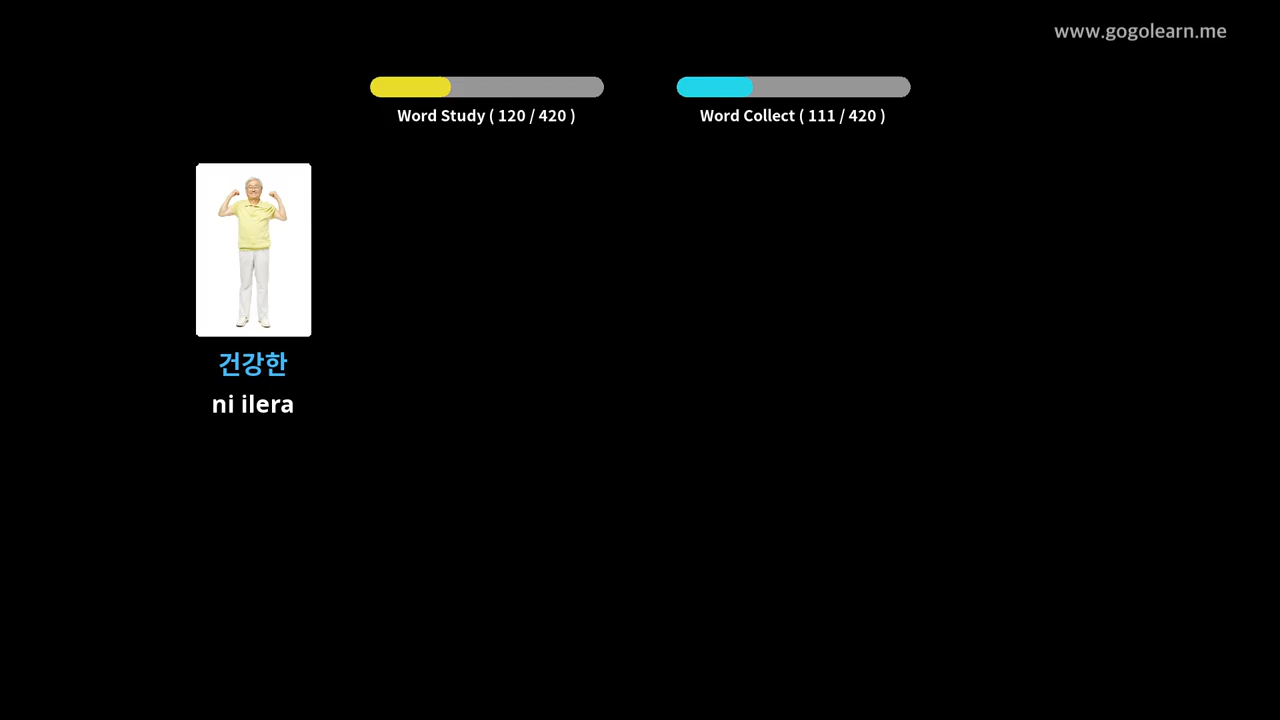 www.gogolearn.me
Word Study ( 120 / 420 )
Word Collect ( 111 / 420 )
건강한
ni ilera